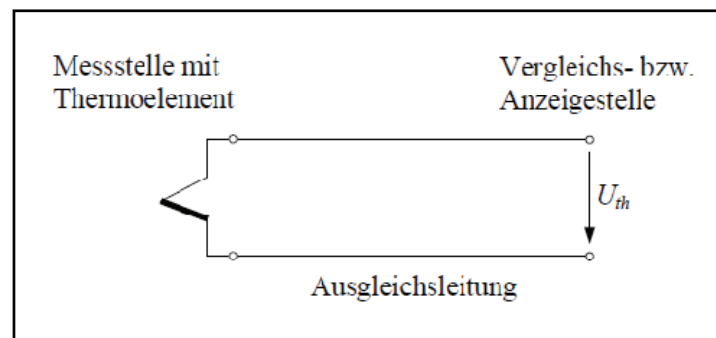 Messstelle mit
Thermoelement
Vergleichs- bzw.
Anzeigestelle
U_th
Ausgleichsleitung